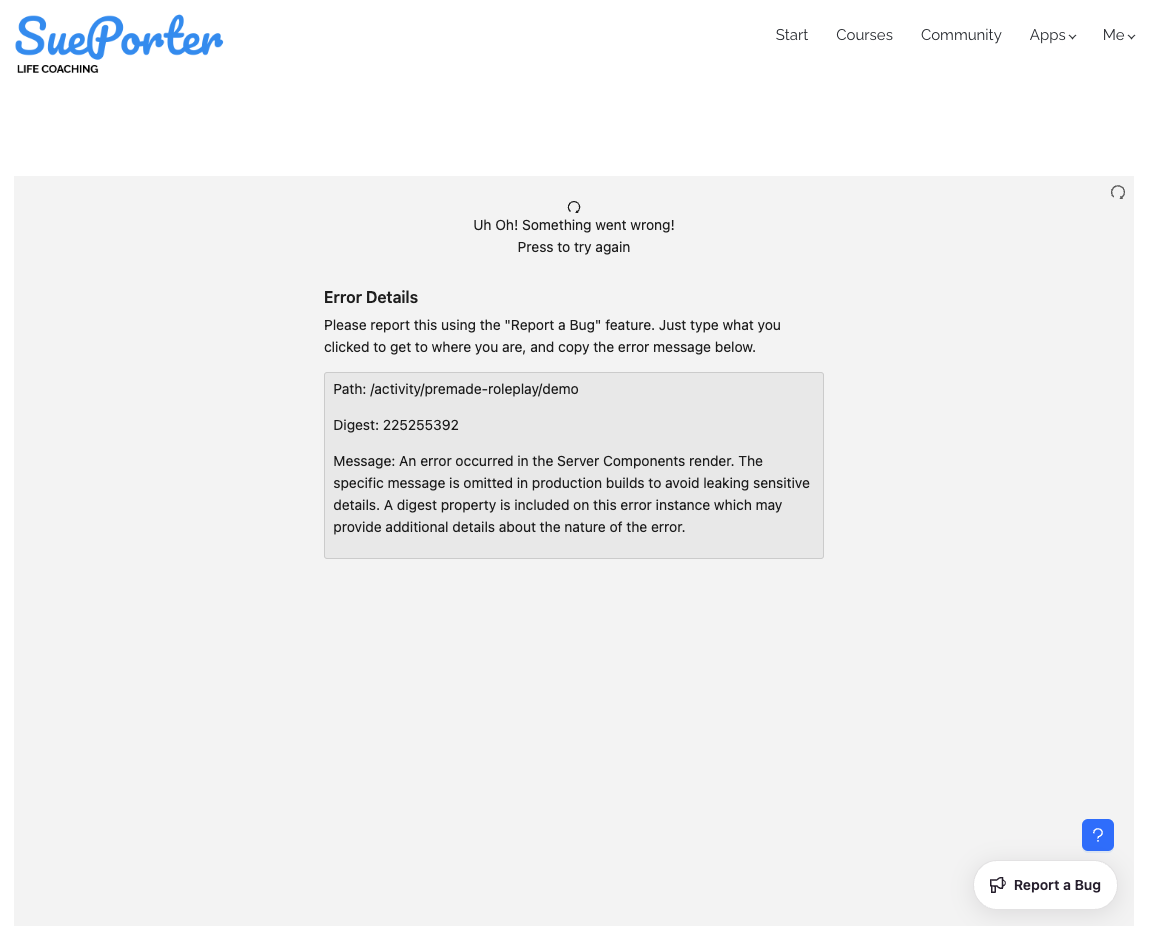 SuePorter
LIFE COACHING
Start Courses Community Apps Me
Uh Oh! Something went wrong!
Press to try again
Error Details
Please report this using the "Report a Bug" feature. Just type what you
clicked to get to where you are, and copy the error message below.
Path: /activity/premade-roleplay/demo
Digest: 225255392
Message: An error occurred in the Server Components render. The
specific message is omitted in production builds to avoid leaking sensitive
details. A digest property is included on this error instance which may
provide additional details about the nature of the error.
?
Report a Bug